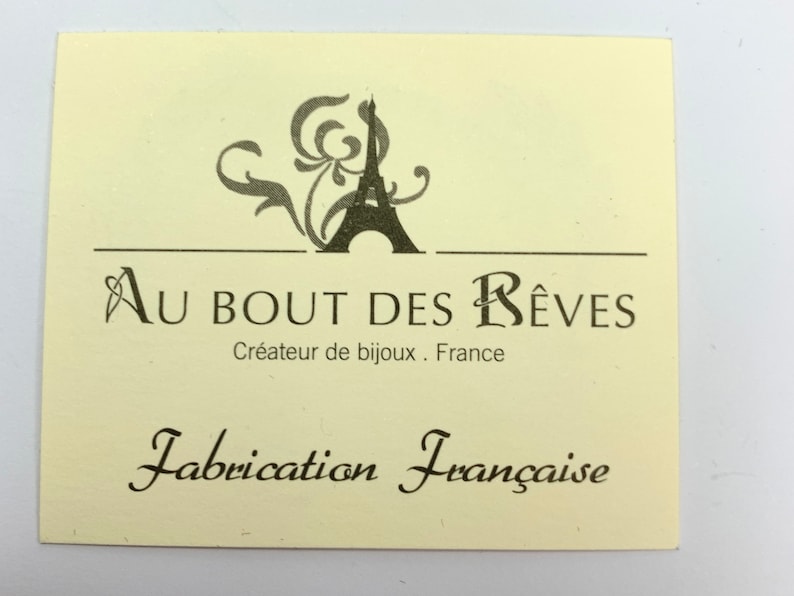 Au bout des Rêves
Créateur de bijoux . France
Fabrication Française